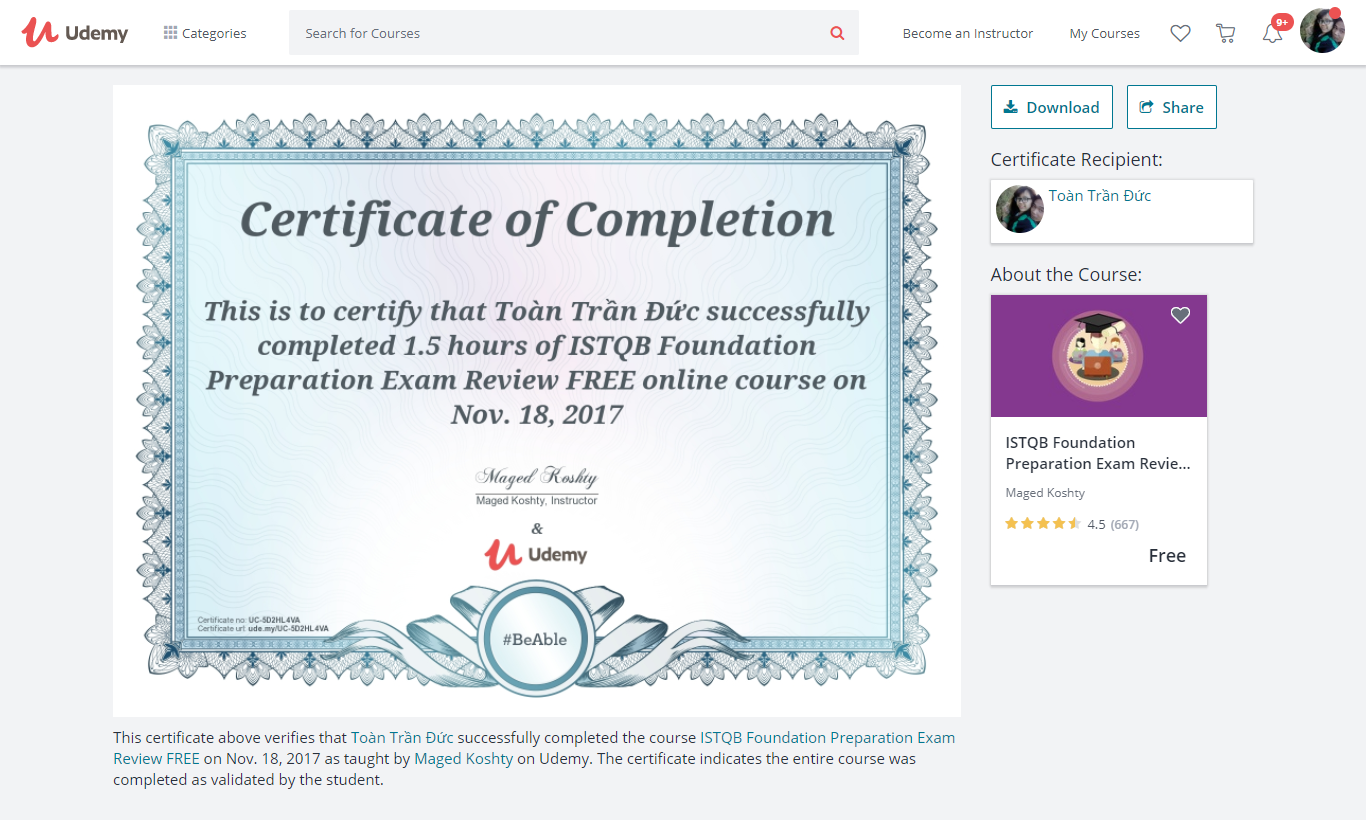 Udemy
Categories
Search for Courses
Become an Instructor
My Courses
9+
Download
Share
Certificate of Completion
This is to certify that Toàn Trần Đức successfully
completed 1.5 hours of ISTQB Foundation
Preparation Exam Review FREE online course on
Nov. 18, 2017
Maged Koshty
Maged Koshty, Instructor
&
Udemy
#BeAble
Certificate no: UC-5D2HL4VA
Certificate url: ude.my/UC-5D2HL4VA
Certificate Recipient:
Toàn Trần Đức
About the Course:
ISTQB Foundation
Preparation Exam Revie...
Maged Koshty
4.5 (667)
Free
This certificate above verifies that Toàn Trần Đức successfully completed the course ISTQB Foundation Preparation Exam
Review FREE on Nov. 18, 2017 as taught by Maged Koshty on Udemy. The certificate indicates the entire course was
completed as validated by the student.